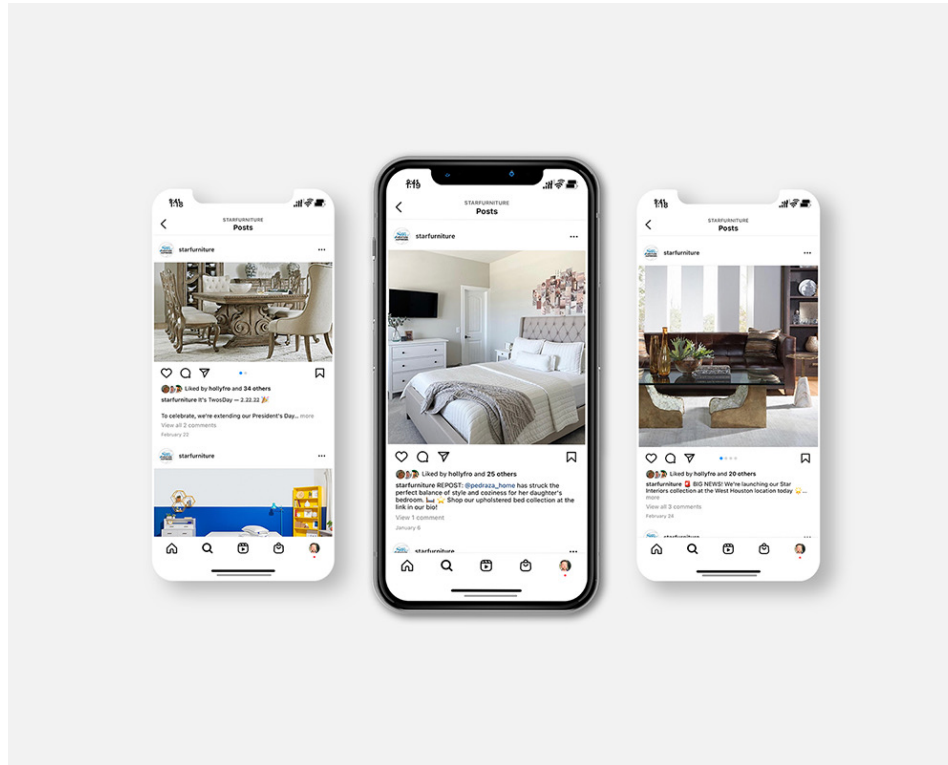 STARFURNITURE
Posts
starfurniture
Liked by hollyfro and 34 others
starfurniture It's TwosDay — 2.22.22 🎉
To celebrate, we're extending our President's Day... more
View all 2 comments
February 22
starfurniture
STARFURNITURE
Posts
starfurniture
Liked by hollyfro and 25 others
starfurniture REPOST: @pedraza_home has struck the
perfect balance of style and coziness for her daughter's
bedroom. 🛏️ ⭐ Shop our upholstered bed collection at the
link in our bio!
View 1 comment
January 6
starfurniture
STARFURNITURE
Posts
starfurniture
Liked by hollyfro and 20 others
starfurniture 🚨 BIG NEWS! We're launching our Star
Interiors collection at the West Houston location today ...
more
View all 3 comments
February 24
starfurniture